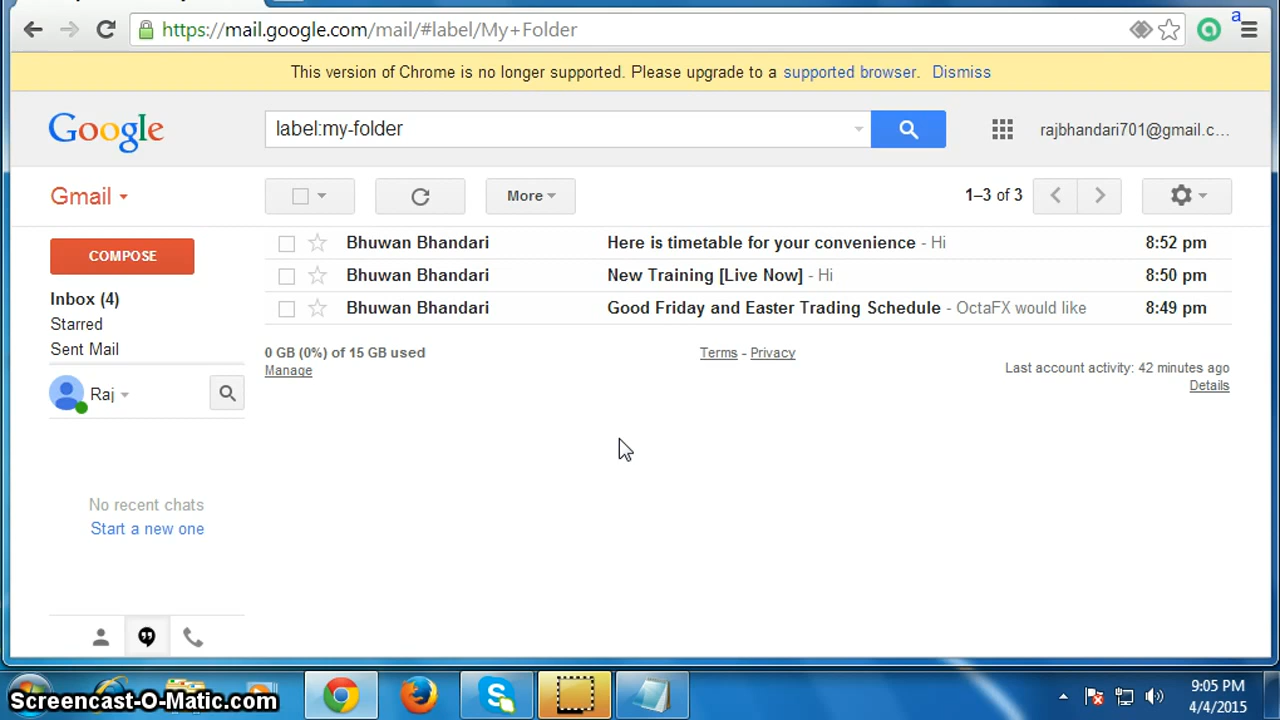 https://mail.google.com/mail/#label/My+Folder
a
This version of Chrome is no longer supported. Please upgrade to a supported browser. Dismiss
Google
label:my-folder
rajbhandari701@gmail.c...
Gmail
More
1–3 of 3
COMPOSE
Inbox (4)
Starred
Sent Mail
Raj
No recent chats
Start a new one
Bhuwan Bhandari Here is timetable for your convenience - Hi 8:52 pm
Bhuwan Bhandari New Training [Live Now] - Hi 8:50 pm
Bhuwan Bhandari Good Friday and Easter Trading Schedule - OctaFX would like 8:49 pm
0 GB (0%) of 15 GB used
Manage
Terms - Privacy
Last account activity: 42 minutes ago
Details
Screencast-O-Matic.com
9:05 PM
4/4/2015